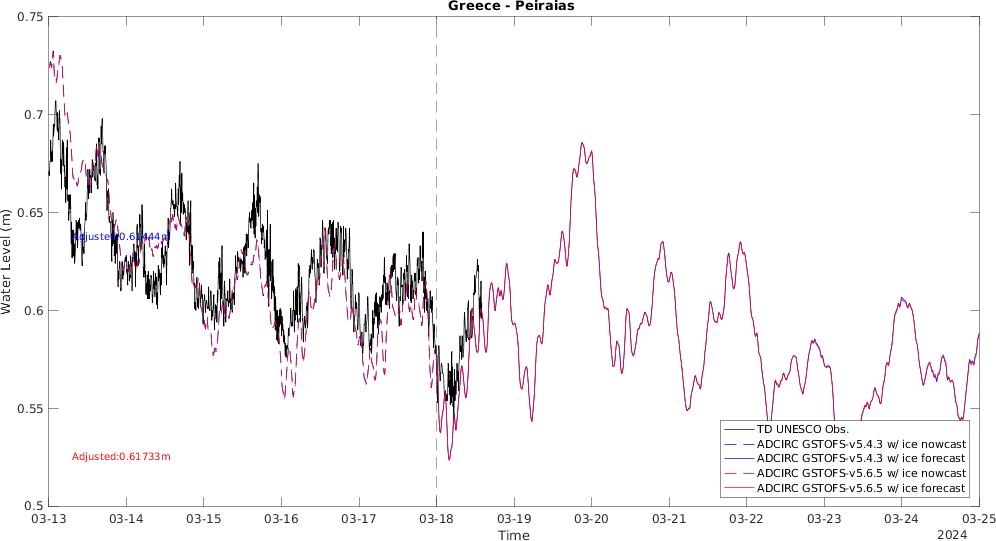 Greece - Peiraias
0.75
0.7
0.65
0.6
0.55
0.5
Water Level (m)
Adjusted:0.61444m
Adjusted:0.61733m
TD UNESCO Obs.
ADCIRC GSTOFS-v5.4.3 w/ ice nowcast
ADCIRC GSTOFS-v5.4.3 w/ ice forecast
ADCIRC GSTOFS-v5.6.5 w/ ice nowcast
ADCIRC GSTOFS-v5.6.5 w/ ice forecast
03-13 03-14 03-15 03-16 03-17 03-18 03-19 03-20 03-21 03-22 03-23 03-24 03-25
Time
2024